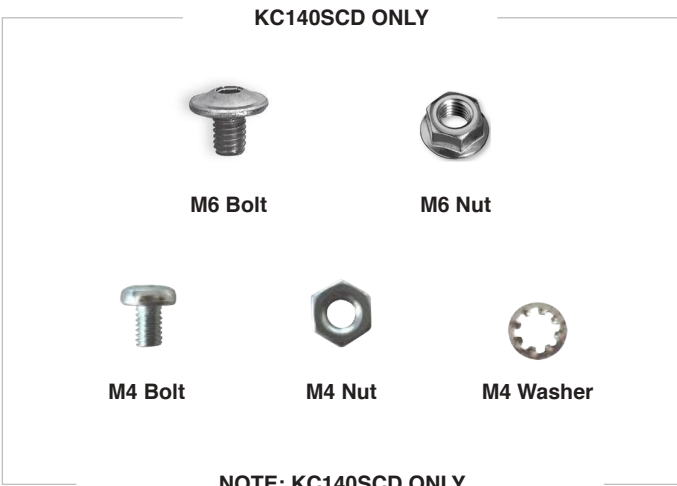 KC140SCD ONLY
M6 Bolt
M6 Nut
M4 Bolt
M4 Nut
M4 Washer
NOTE: KC140SCD ONLY